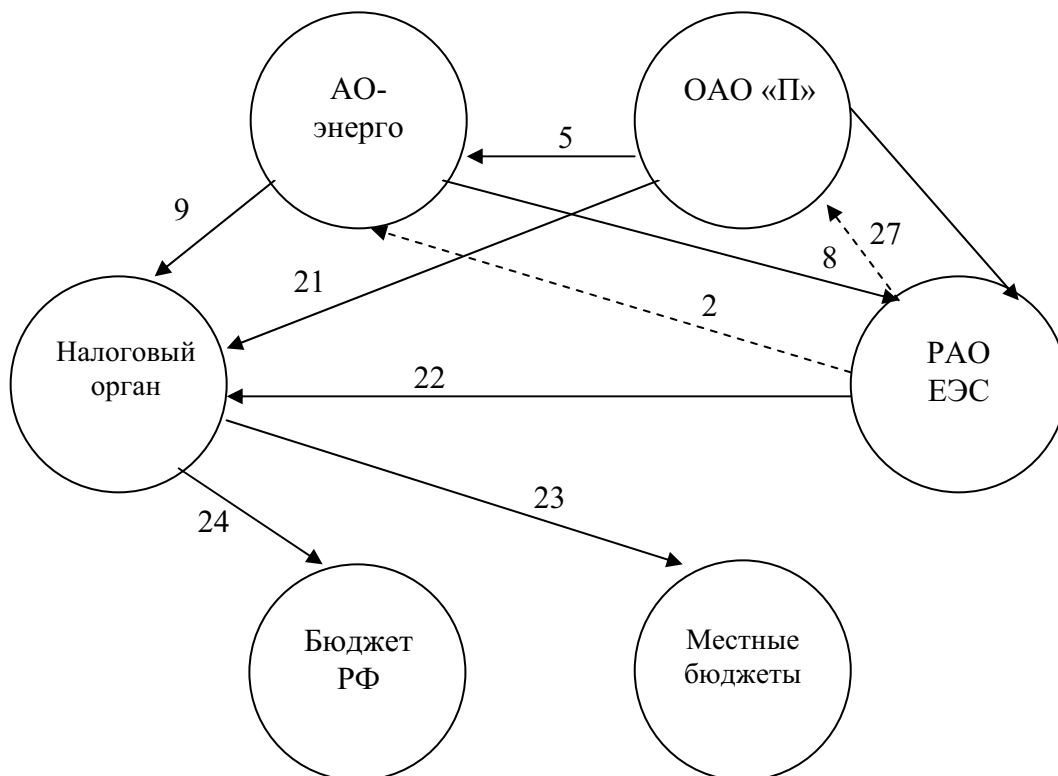 АО-
энерго
ОАО «П»
5
9
27
8
21
2
Налоговый
орган
РАО
ЕЭС
22
23
24
Бюджет
РФ
Местные
бюджеты